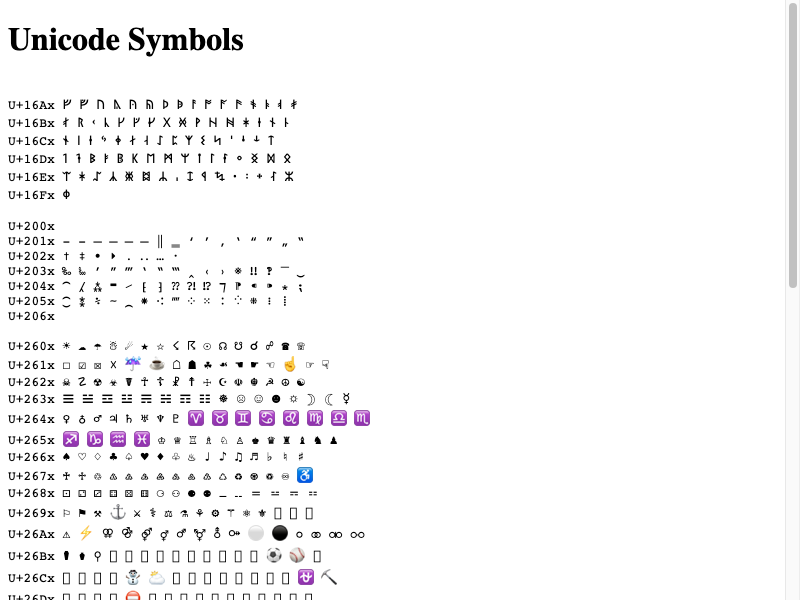 Unicode Symbols
U+16Ax ᚠ ᚡ ᚢ ᚣ ᚤ ᚥ ᚦ ᚧ ᚨ ᚩ ᚪ ᚫ ᚬ ᚭ ᚮ ᚯ
U+16Bx ᚰ ᚱ ᚲ ᚳ ᚴ ᚵ ᚶ ᚷ ᚸ ᚹ ᚺ ᚻ ᚼ ᚽ ᚾ ᚿ
U+16Cx ᛀ ᛁ ᛂ ᛃ ᛄ ᛅ ᛆ ᛇ ᛈ ᛉ ᛊ ᛋ ᛌ ᛍ ᛎ ᛏ
U+16Dx ᛐ ᛑ ᛒ ᛓ ᛔ ᛕ ᛖ ᛗ ᛘ ᛙ ᛚ ᛛ ᛜ ᛝ ᛞ ᛟ
U+16Ex ᛠ ᛡ ᛢ ᛣ ᛤ ᛥ ᛦ ᛧ ᛨ ᛩ ᛪ ᛫ ᛬ ᛭ ᛮ ᛯ
U+16Fx ᛰ
U+200x
U+201x ‐ ‑ ‒ – — ― ‖ ‗ ‘ ’ ‚ ‛ “ ” „ ‟
U+202x † ‡ • ‣ ․ ‥ … ‧
U+203x ‰ ‱ ′ ″ ‴ ‵ ‶ ‷ ‸ ‹ › ※ ‼ ‽ ‾ ‿
U+204x ⁀ ⁁ ⁂ ⁃ ⁄ ⁅ ⁆ ⁇ ⁈ ⁉ ⁊ ⁋ ⁌ ⁍ ⁎ ⁏
U+205x ⁐ ⁑ ⁒ ⁓ ⁔ ⁕ ⁖ ⁗ ⁘ ⁙ ⁚ ⁛ ⁜ ⁝ ⁞
U+206x
U+260x ☀ ☁ ☂ ☃ ☄ ★ ☆ ☇ ☈ ☉ ☊ ☋ ☌ ☍ ☎ ☏
U+261x ☐ ☑ ☒ ☓ ☔ ☕ ☖ ☗ ☘ ☙ ☚ ☛ ☜ ☝ ☞ ☟
U+262x ☠ ☡ ☢ ☣ ☤ ☥ ☦ ☧ ☨ ☩ ☪ ☫ ☬ ☭ ☮ ☯
U+263x ☰ ☱ ☲ ☳ ☴ ☵ ☶ ☷ ☸ ☹ ☺ ☻ ☼ ☽ ☾ ☿
U+264x ♀ ♁ ♂ ♃ ♄ ♅ ♆ ♇ ♈ ♉ ♊ ♋ ♌ ♍ ♎ ♏
U+265x ♐ ♑ ♒ ♓ ♔ ♕ ♖ ♗ ♘ ♙ ♚ ♛ ♜ ♝ ♞ ♟
U+266x ♠ ♡ ♢ ♣ ♤ ♥ ♦ ♧ ♨ ♩ ♪ ♫ ♬ ♭ ♮ ♯
U+267x ♰ ♱ ♲ ♳ ♴ ♵ ♶ ♷ ♸ ♹ ♺ ♻ ♼ ♽ ♾ ♿
U+268x ⚀ ⚁ ⚂ ⚃ ⚄ ⚅ ⚆ ⚇ ⚈ ⚉ ⚊ ⚋ ⚌ ⚍ ⚎ ⚏
U+269x ⚐ ⚑ ⚒ ⚓ ⚔ ⚕ ⚖ ⚗ ⚘ ⚙ ⚚ ⚛ ⚜
U+26Ax ⚠ ⚡ ⚢ ⚣ ⚤ ⚥ ⚦ ⚧ ⚨ ⚩ ⚪ ⚫ ⚬ ⚭ ⚮ ⚯
U+26Bx ⚰ ⚱ ⚲ ⚽ ⚾
U+26Cx ⛄ ⛅ ⛎ ⛏
U+26Dx ⛔